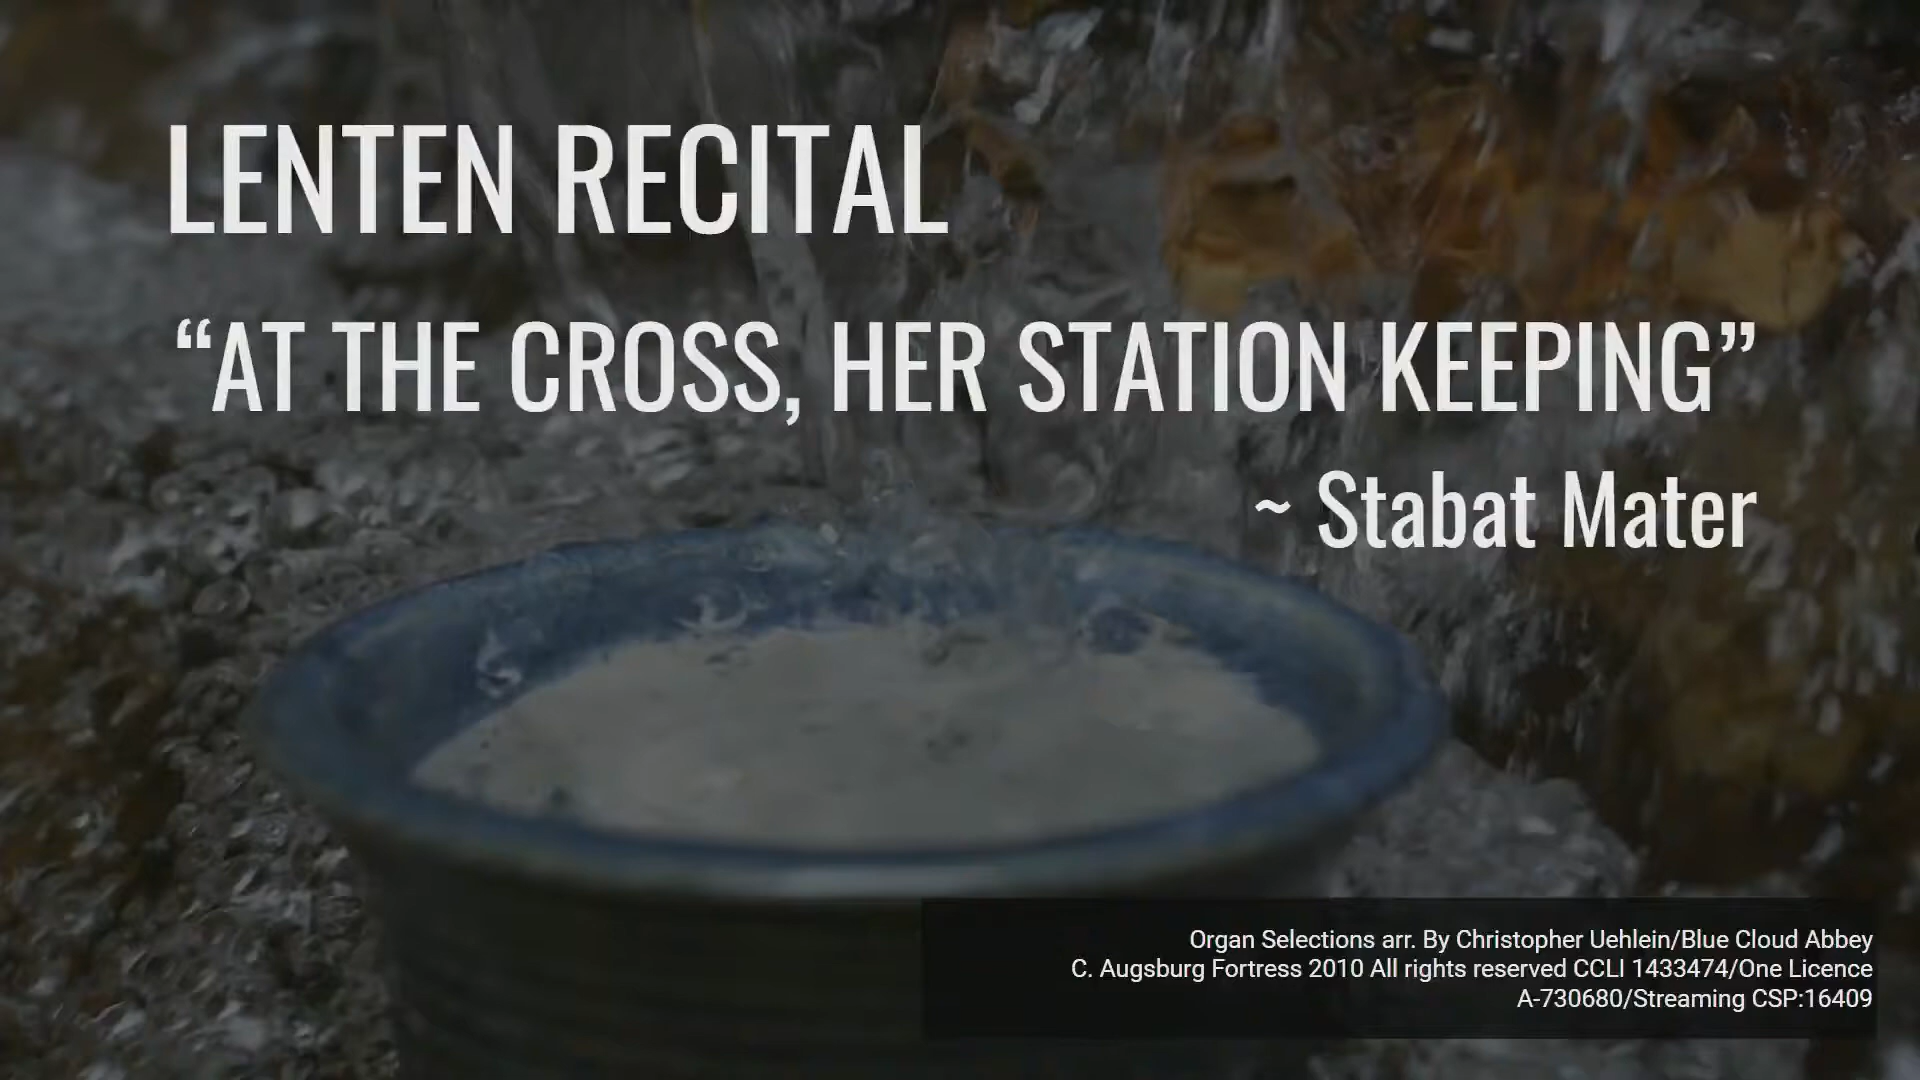 LENTEN RECITAL
“AT THE CROSS, HER STATION KEEPING”
~ Stabat Mater
Organ Selections arr. By Christopher Uehlein/Blue Cloud Abbey
C. Augsburg Fortress 2010 All rights reserved CCLI 1433474/One Licence
A-730680/Streaming CSP:16409